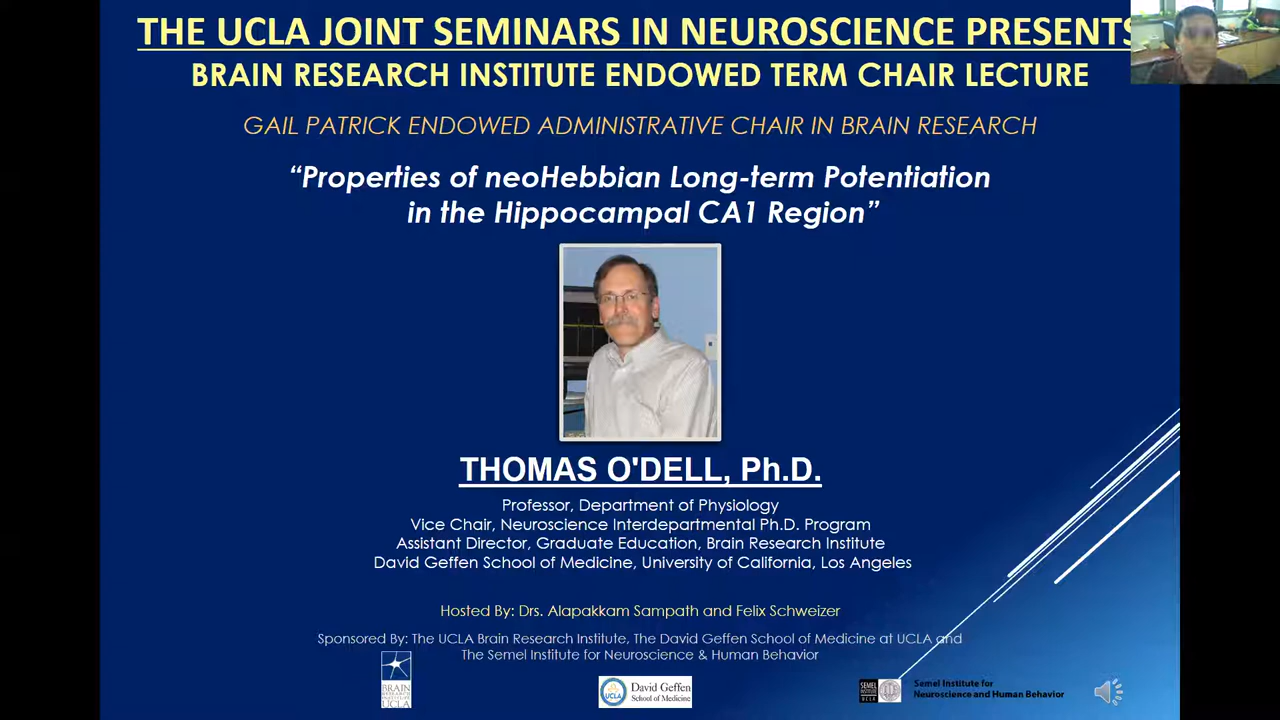 THE UCLA JOINT SEMINARS IN NEUROSCIENCE PRESENTS
BRAIN RESEARCH INSTITUTE ENDOWED TERM CHAIR LECTURE
GAIL PATRICK ENDOWED ADMINISTRATIVE CHAIR IN BRAIN RESEARCH
“Properties of neoHebbian Long-term Potentiation
in the Hippocampal CA1 Region”
THOMAS O'DELL, Ph.D.
Professor, Department of Physiology
Vice Chair, Neuroscience Interdepartmental Ph.D. Program
Assistant Director, Graduate Education, Brain Research Institute
David Geffen School of Medicine, University of California, Los Angeles
Hosted By: Drs. Alapakkam Sampath and Felix Schweizer
Sponsored By: The UCLA Brain Research Institute, The David Geffen School of Medicine at UCLA and
The Semel Institute for Neuroscience & Human Behavior
BRAIN
RESEARCH
INSTITUTE
UCLA
UCLA
David Geffen
School of Medicine
SEMEL
INSTITUTE
UCLA
Semel Institute for
Neuroscience and Human Behavior